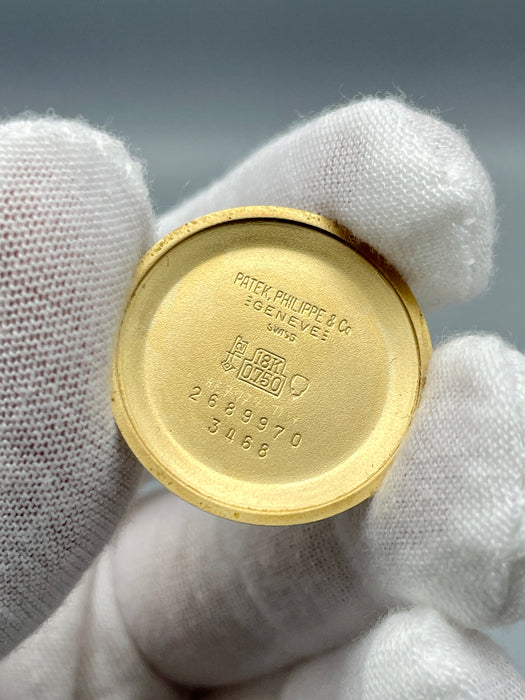 PATEK, PHILIPPE & Co
GENEVE
SWISS
18K
0750
2689970
3468